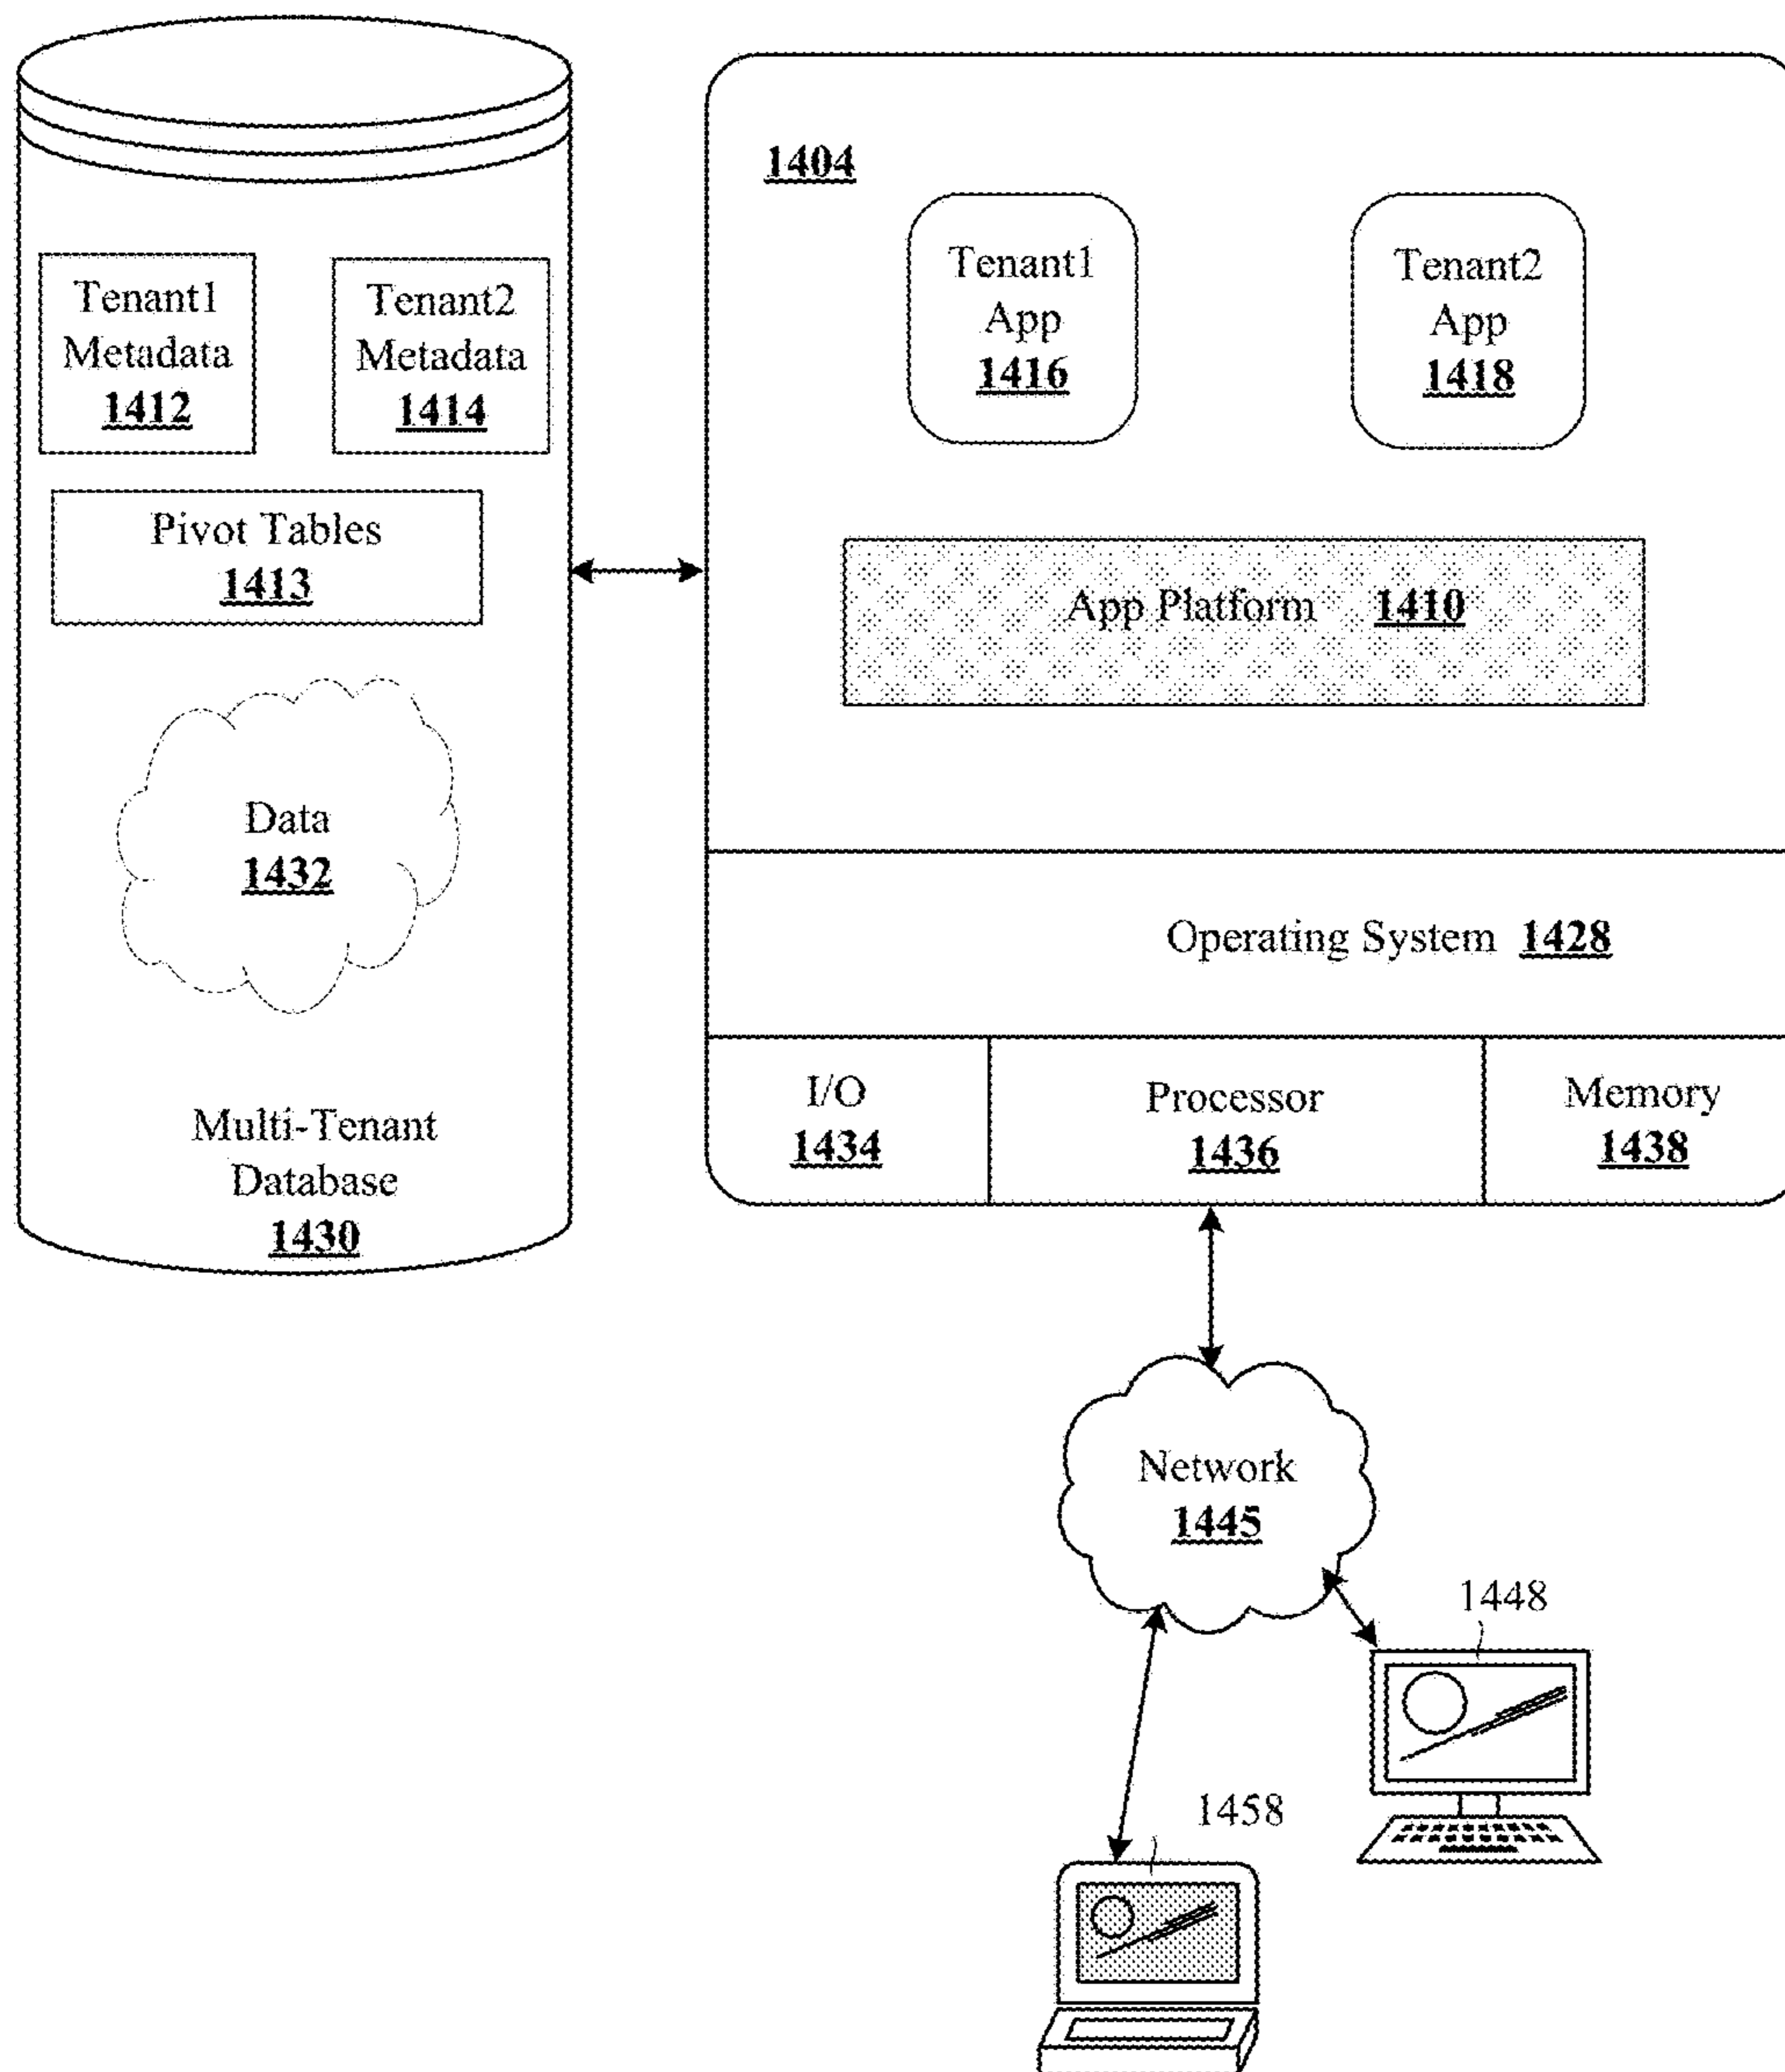 Tenant1
Metadata
1412
Tenant2
Metadata
1414
Pivot Tables
1413
Data
1432
Multi-Tenant
Database
1430
1404
Tenant1
App
1416
Tenant2
App
1418
App Platform 1410
Operating System 1428
I/O
1434
Processor
1436
Memory
1438
Network
1445
1448
1458